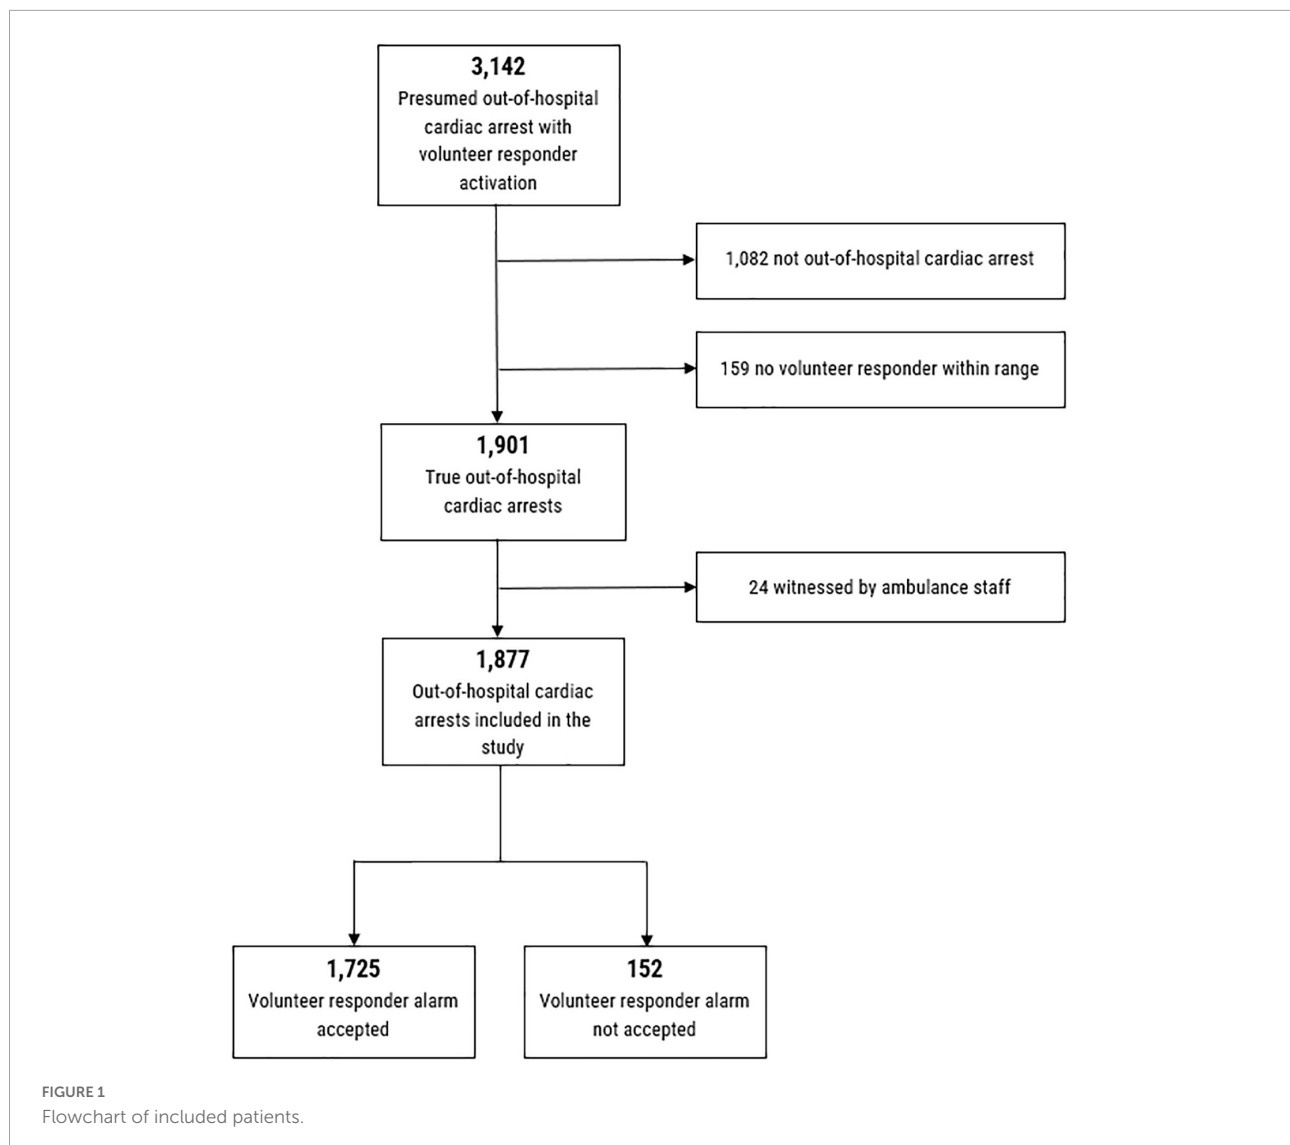 3,142
Presumed out-of-hospital
cardiac arrest with
volunteer responder
activation
1,082 not out-of-hospital cardiac arrest
159 no volunteer responder within range
1,901
True out-of-hospital
cardiac arrests
24 witnessed by ambulance staff
1,877
Out-of-hospital cardiac
arrests included in the
study
1,725
Volunteer responder alarm
accepted
152
Volunteer responder alarm
not accepted
FIGURE 1
Flowchart of included patients.